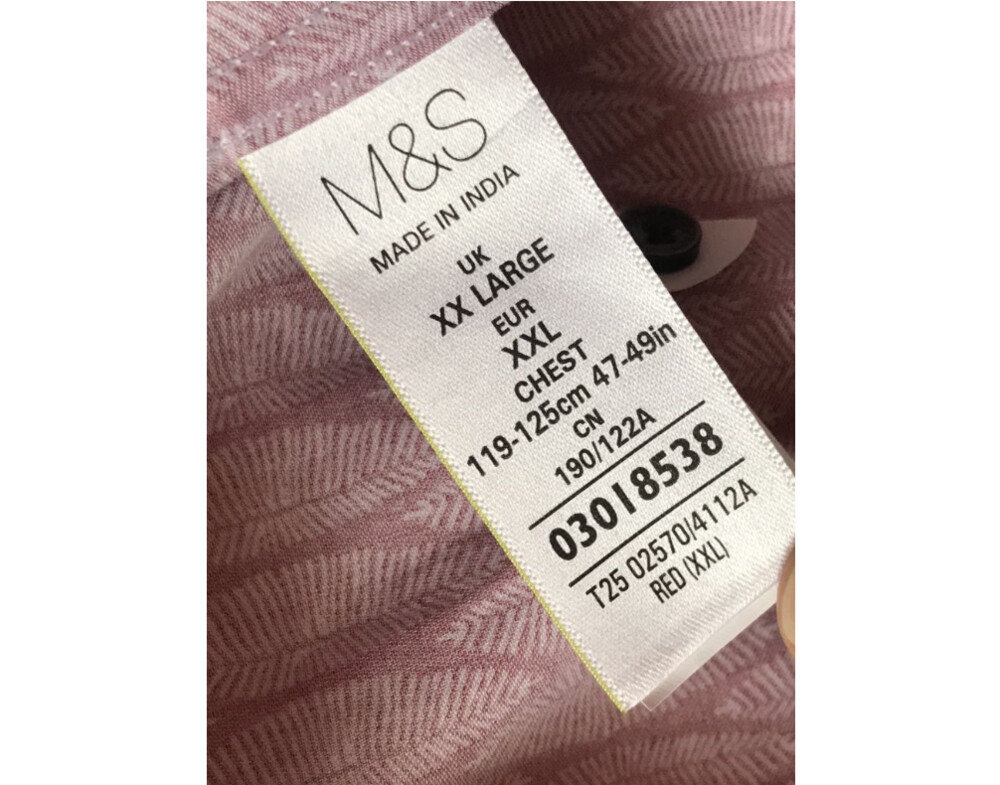 M&S
MADE IN INDIA
UK
XX LARGE
EUR
XXL
CHEST
119-125cm 47-49in
CN
190/122A
03018538
T25 02570/4112A
RED (XXL)